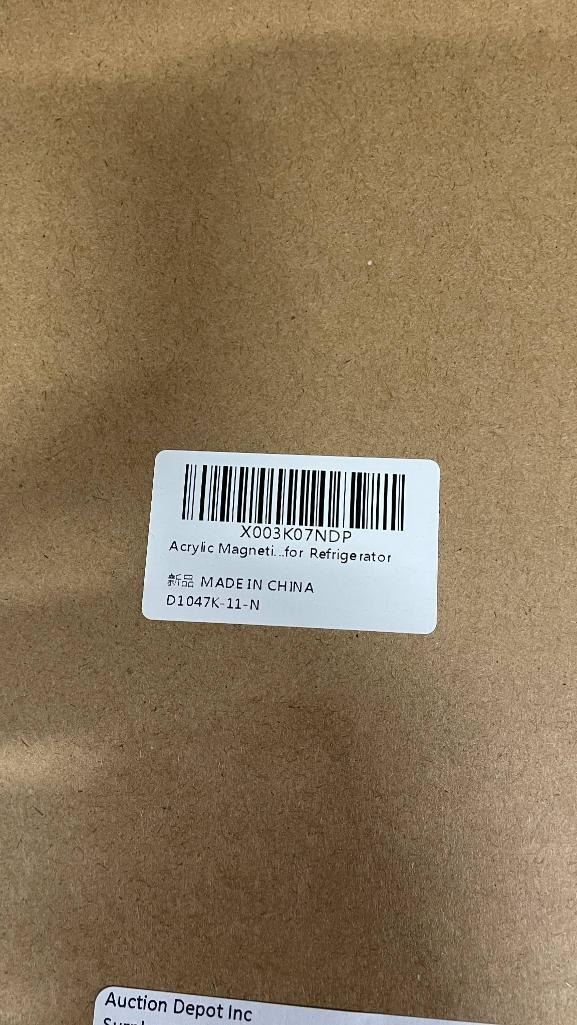 X003K07NDP
Acrylic Magneti...for Refrigerator
新品 MADE IN CHINA
D1047K-11-N
Auction Depot Inc